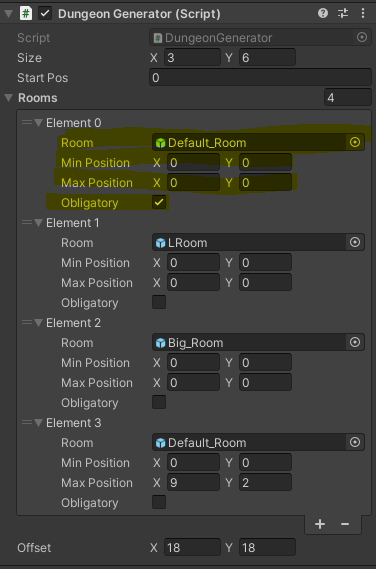 Dungeon Generator (Script)
Script DungeonGenerator
Size X 3 Y 6
Start Pos 0
Rooms 4
Element 0
Room Default_Room
Min Position X 0 Y 0
Max Position X 0 Y 0
Obligatory
Element 1
Room LRoom
Min Position X 0 Y 0
Max Position X 0 Y 0
Obligatory
Element 2
Room Big_Room
Min Position X 0 Y 0
Max Position X 0 Y 0
Obligatory
Element 3
Room Default_Room
Min Position X 0 Y 0
Max Position X 9 Y 2
Obligatory
Offset X 18 Y 18